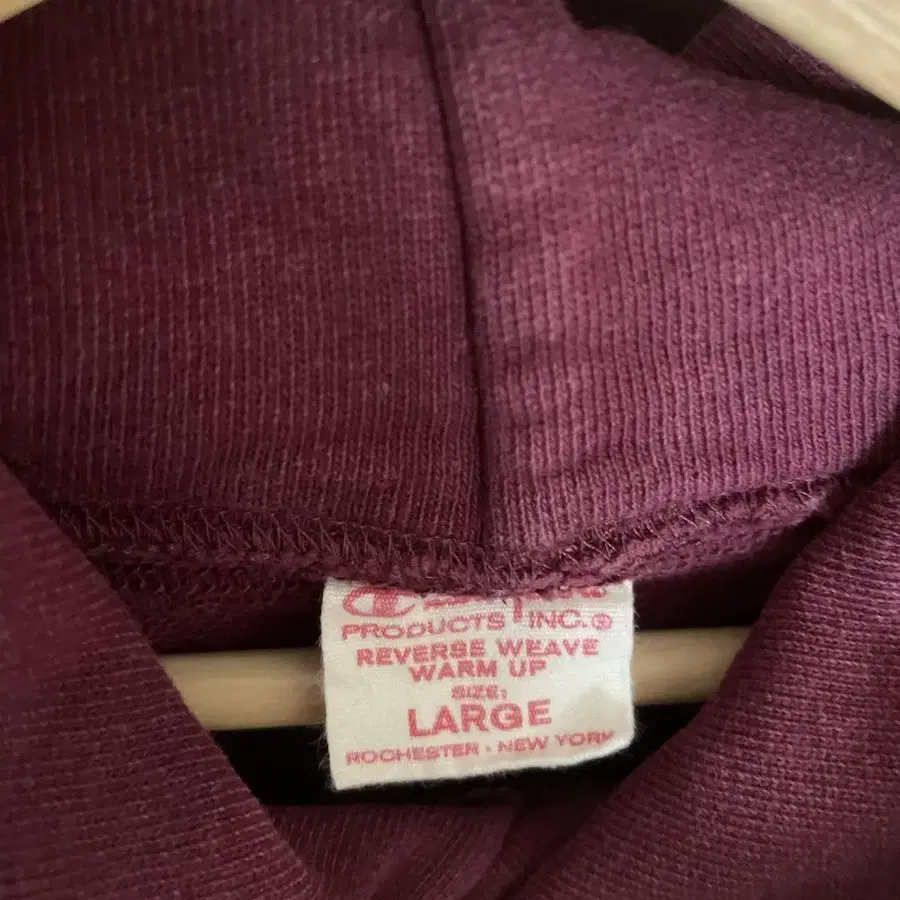 PRODUCTS INC.®
REVERSE WEAVE
WARM UP
SIZE:
LARGE
ROCHESTER - NEW YORK